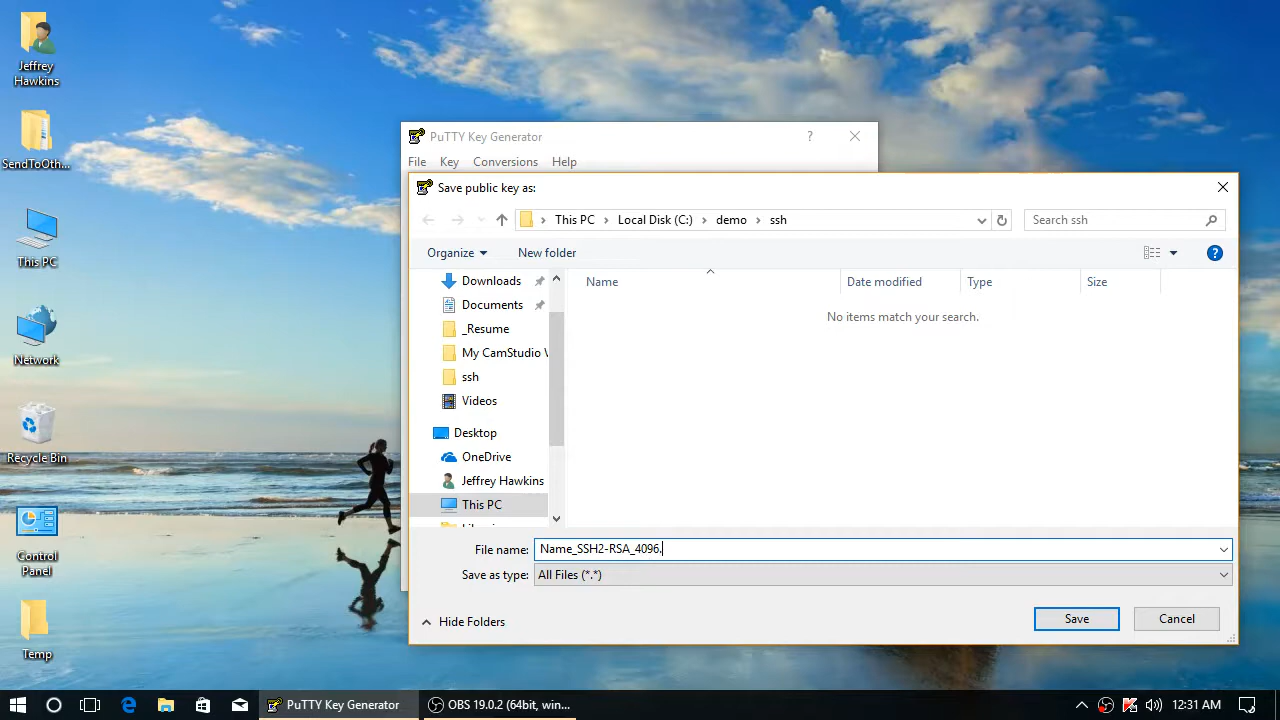 Jeffrey
Hawkins
SendToOth...
This PC
Network
Recycle Bin
Control
Panel
Temp
PuTTY Key Generator
?
File Key Conversions Help
Save public key as:
This PC > Local Disk (C:) > demo > ssh
Search ssh
Organize New folder
?
Name Date modified Type Size
No items match your search.
Downloads
Documents
_Resume
My CamStudio
ssh
Videos
Desktop
OneDrive
Jeffrey Hawkins
This PC
File name: Name_SSH2-RSA_4096.
Save as type: All Files (*.*)
Hide Folders
Save
Cancel
PuTTY Key Generator
OBS 19.0.2 (64bit, win...
12:31 AM